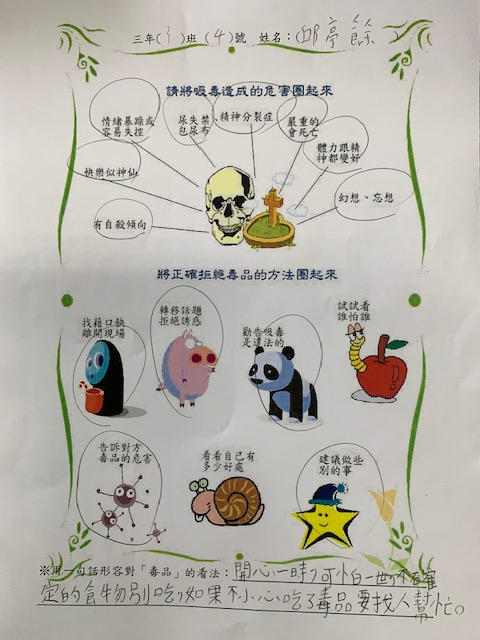 三年(3)班(4)號 姓名:(邱亭餘)
請將吸毒造成的危害圈起來
情緒暴躁或
容易失控
尿失禁
包尿布
精神分裂症
嚴重的
會死亡
體力跟精
神都變好
快樂似神仙
幻想、忘想
有自殺傾向
將正確拒絕毒品的方法圈起來
找藉口快
離開現場
轉移話題
拒絕誘惑
勸告吸毒
是違法的
試試看
誰怕誰
告訴對方
毒品的危害
看看自己有
多少好處
建議做些
別的事
※用一句話形容對「毒品」的看法:開心一時,可怕一世,不確
定的食物別吃,如果不小心吃了毒品要找人幫忙。